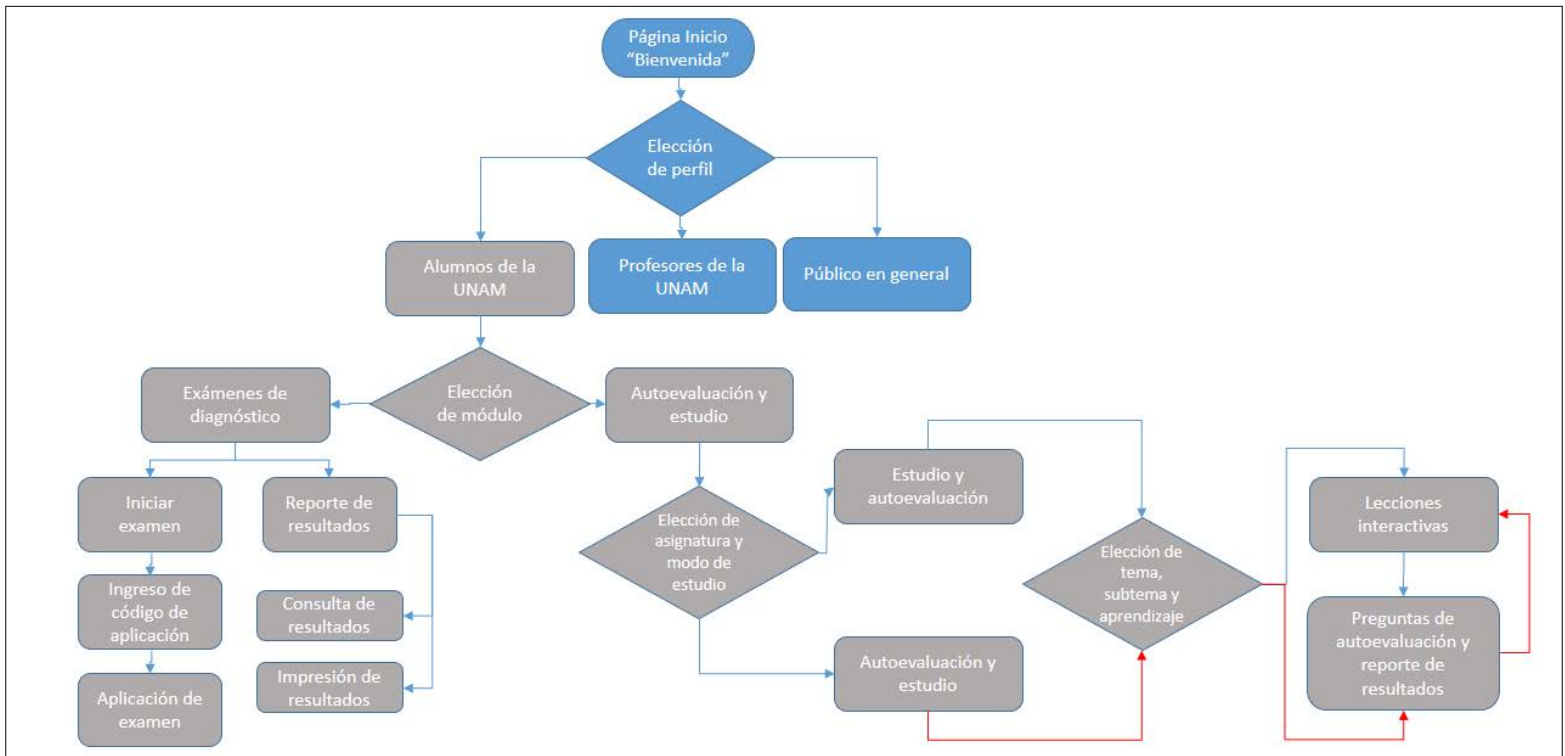 Página Inicio
“Bienvenida”
Elección
de perfil
Alumnos de la
UNAM
Profesores de la
UNAM
Público en general
Exámenes de
diagnóstico
Elección
de módulo
Autoevaluación y
estudio
Iniciar
examen
Reporte de
resultados
Ingreso de
código de
aplicación
Consulta de
resultados
Aplicación de
examen
Impresión de
resultados
Elección de
asignatura y
modo de
estudio
Estudio y
autoevaluación
Autoevaluación y
estudio
Elección de
tema,
subtema y
aprendizaje
Lecciones
interactivas
Preguntas de
autoevaluación y
reporte de
resultados